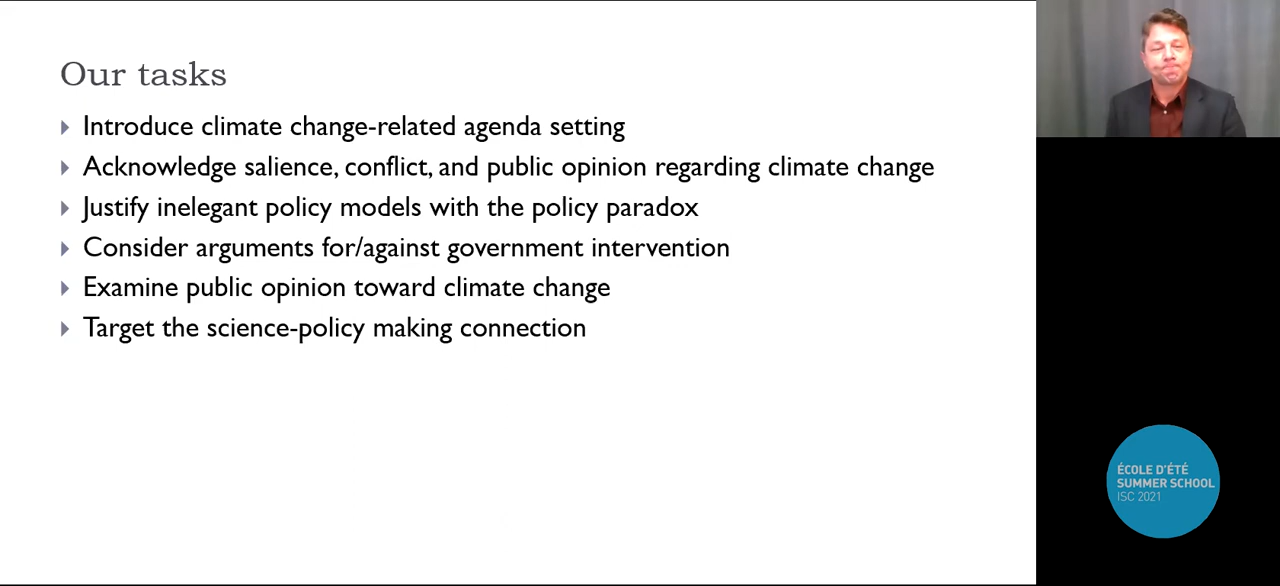 Our tasks
Introduce climate change-related agenda setting
Acknowledge salience, conflict, and public opinion regarding climate change
Justify inelegant policy models with the policy paradox
Consider arguments for/against government intervention
Examine public opinion toward climate change
Target the science-policy making connection
ÉCOLE D'ÉTÉ
SUMMER SCHOOL
ISC 2021